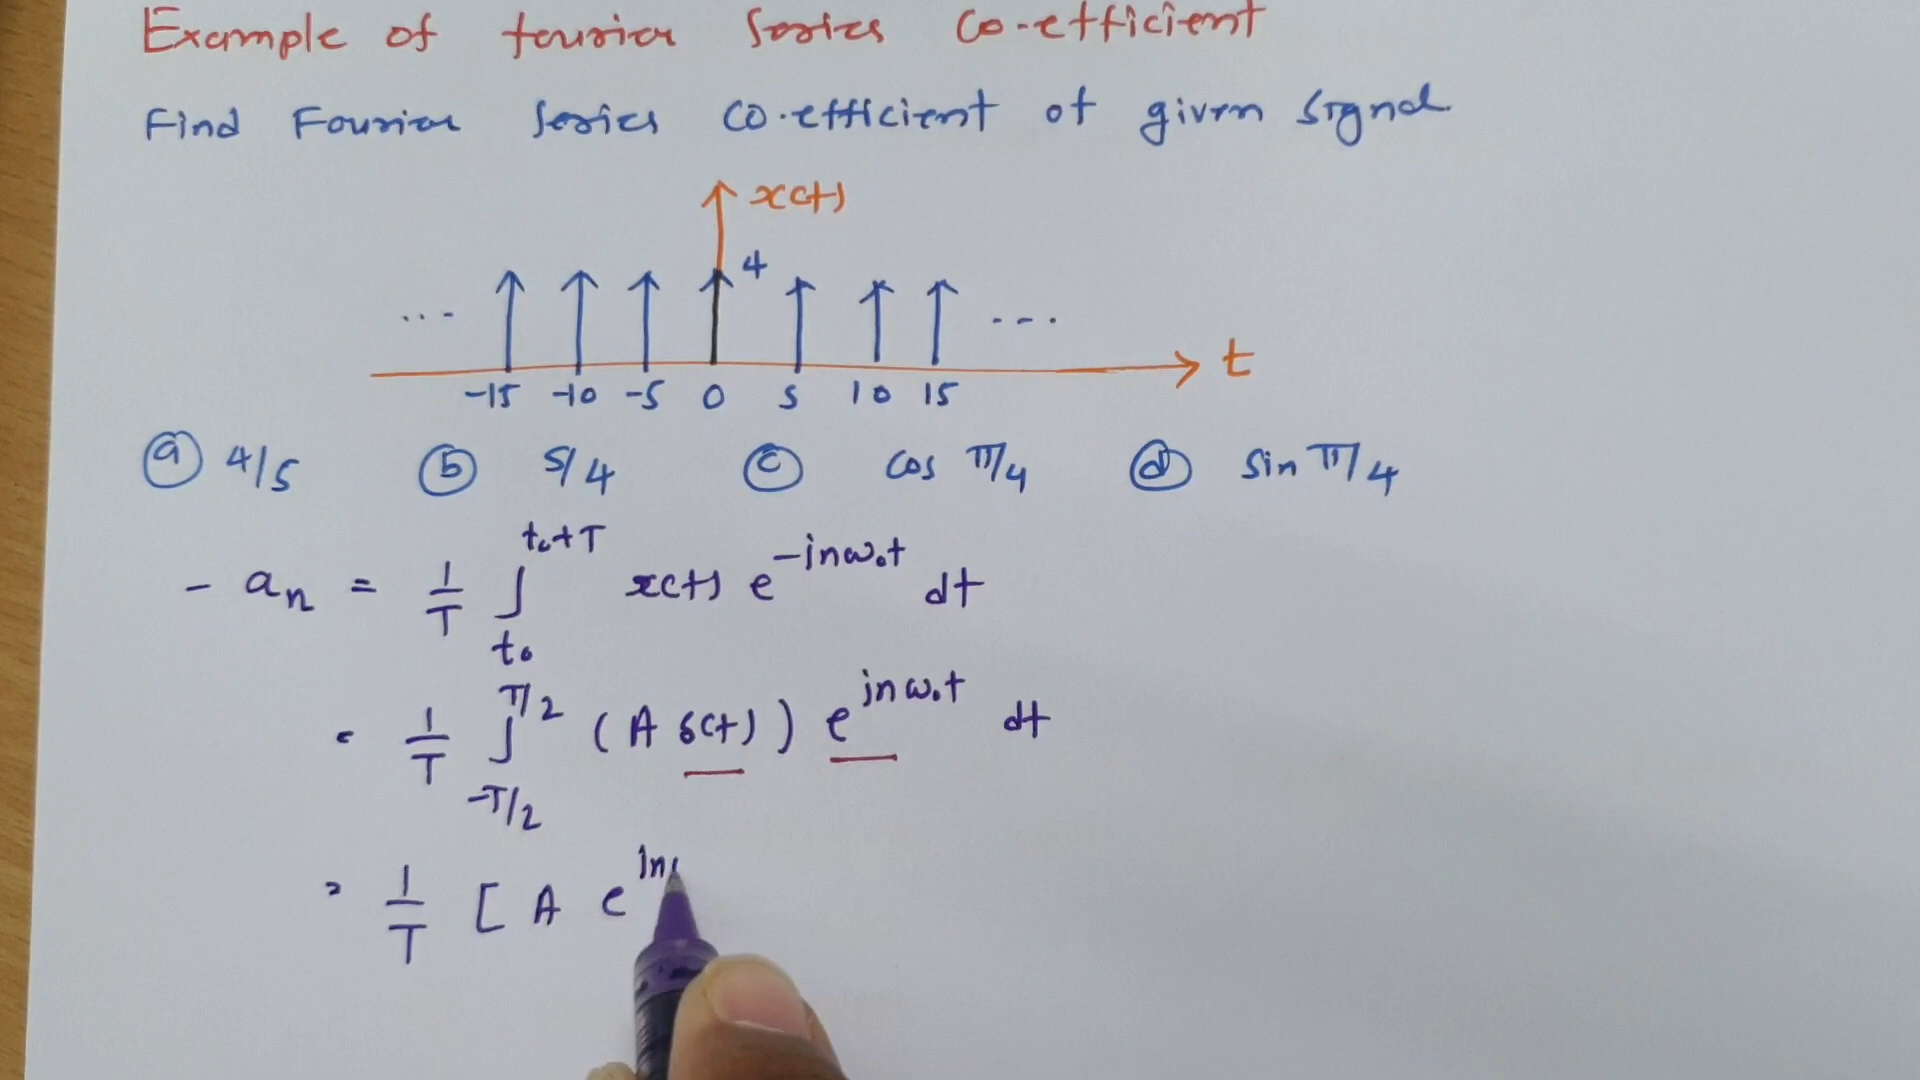 Example of fourier Series Co-efficient
Find Fourier Series Co-efficient of given Signal
x(t)
4
... ---.
-15 -10 -5 0 5 10 15 t
(a) 4/5 (b) 5/4 (c) cos π/4 (d) sin π/4
- aₙ = 1/T ∫_{t₀}^{t₀+T} x(t) e^{-jnω₀t} dt
= 1/T ∫_{-T/2}^{T/2} (A δ(t)) e^{jnω₀t} dt
= 1/T [ A e^{jn